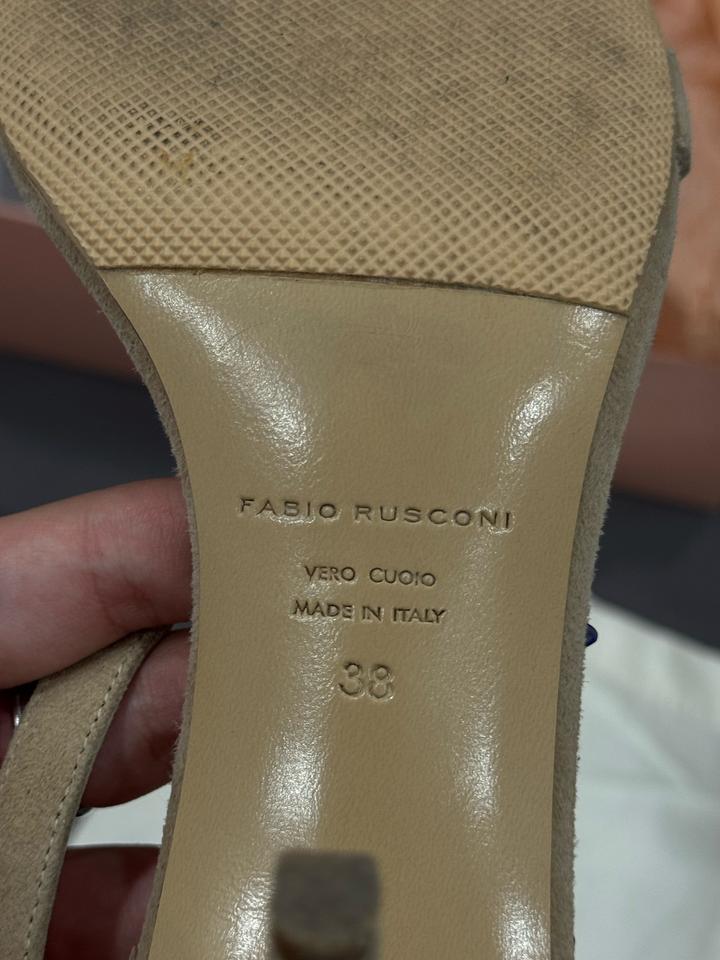 FABIO RUSCONI
VERO CUOIO
MADE IN ITALY
38